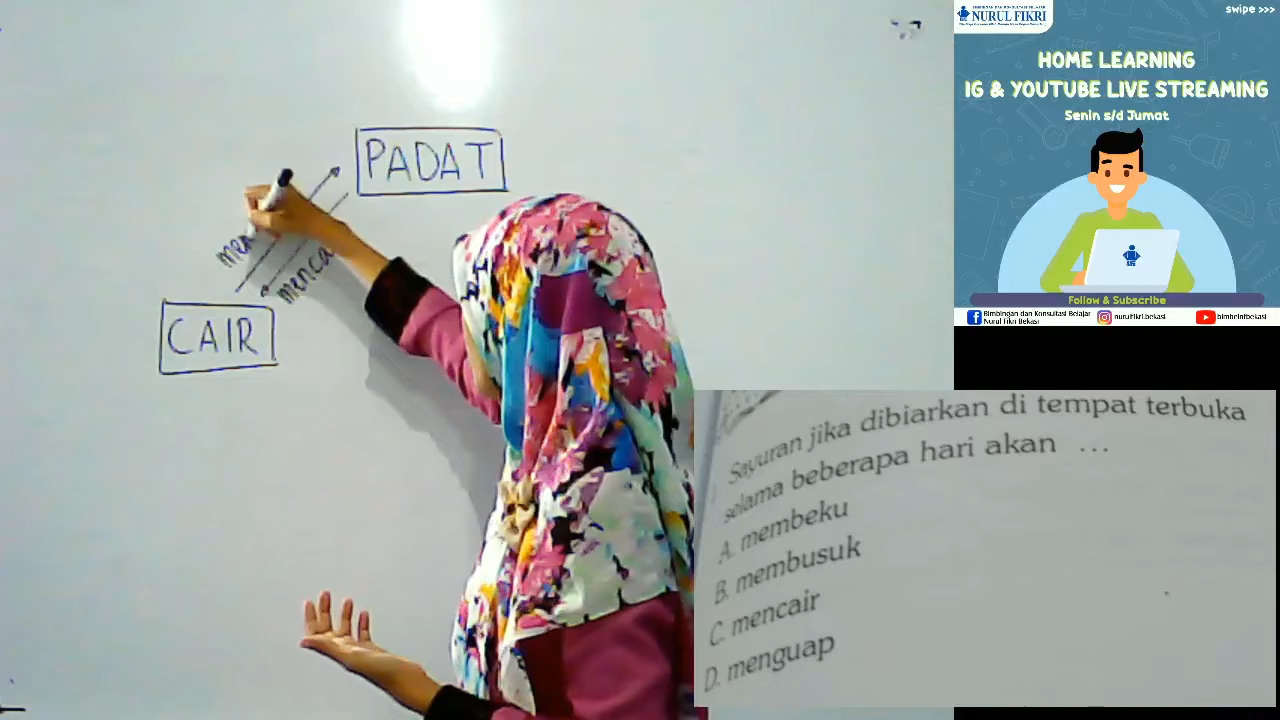 PADAT
menca
CAIR
NURUL FIKRI
swipe >>>
HOME LEARNING
IG & YOUTUBE LIVE STREAMING
Senin s/d Jumat
Follow & Subscribe
Bimbingan dan Konsultasi Belajar
Nurul Fikri Bekasi
nurulfikri.bekasi
bimbelnfbekasi
Sayuran jika dibiarkan di tempat terbuka
selama beberapa hari akan ...
A. membeku
B. membusuk
C. mencair
D. menguap